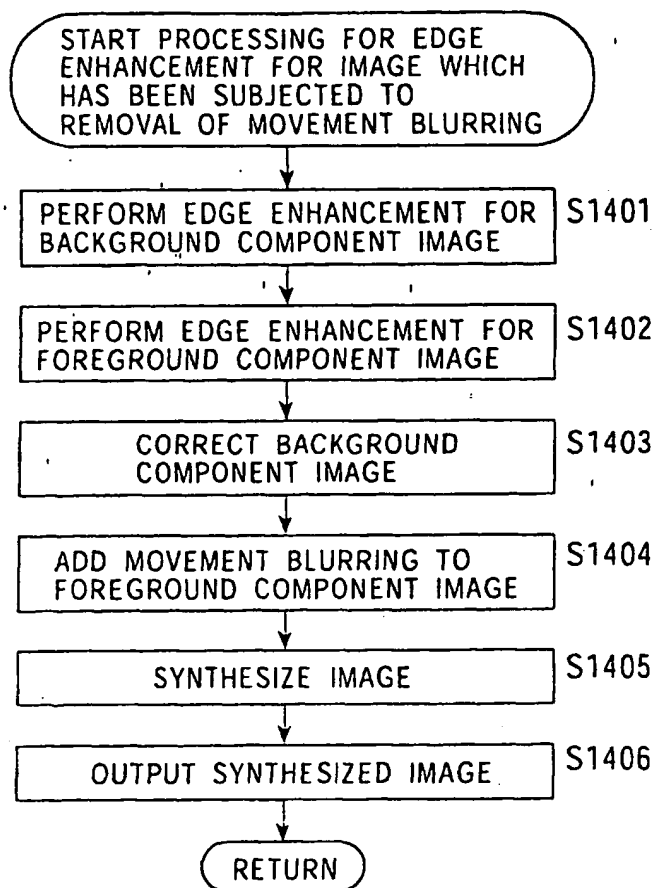 START PROCESSING FOR EDGE
ENHANCEMENT FOR IMAGE WHICH
HAS BEEN SUBJECTED TO
REMOVAL OF MOVEMENT BLURRING
PERFORM EDGE ENHANCEMENT FOR
BACKGROUND COMPONENT IMAGE
S1401
PERFORM EDGE ENHANCEMENT FOR
FOREGROUND COMPONENT IMAGE
S1402
CORRECT BACKGROUND
COMPONENT IMAGE
S1403
ADD MOVEMENT BLURRING TO
FOREGROUND COMPONENT IMAGE
S1404
SYNTHESIZE IMAGE
S1405
OUTPUT SYNTHESIZED IMAGE
S1406
RETURN